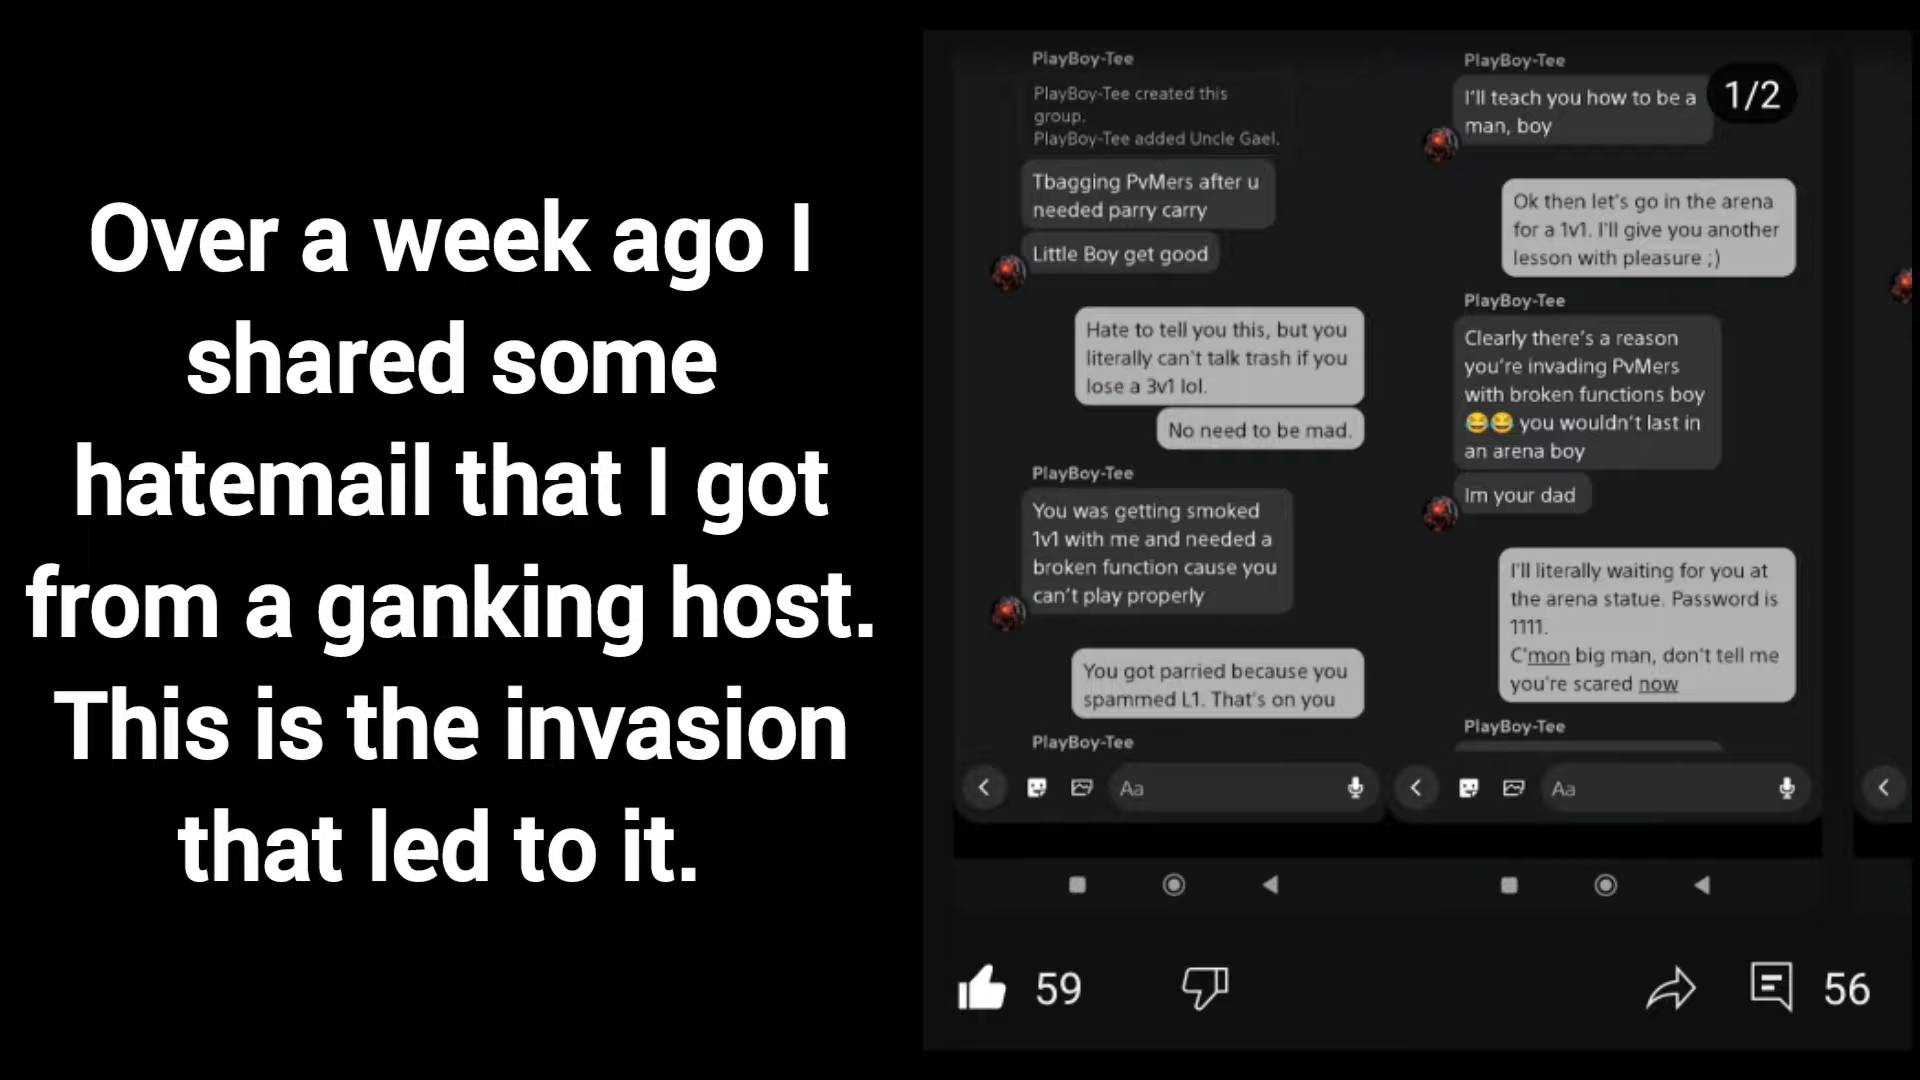 Over a week ago I
shared some
hatemail that I got
from a ganking host.
This is the invasion
that led to it.
PlayBoy-Tee
PlayBoy-Tee created this
group.
PlayBoy-Tee added Uncle Gael.
Tbagging PvMers after u
needed parry carry
Little Boy get good
Hate to tell you this, but you
literally can't talk trash if you
lose a 3v1 lol.
No need to be mad.
PlayBoy-Tee
You was getting smoked
1v1 with me and needed a
broken function cause you
can't play properly
You got parried because you
spammed L1. That's on you
PlayBoy-Tee
Aa
PlayBoy-Tee
I'll teach you how to be a
man, boy
1/2
Ok then let's go in the arena
for a 1v1. I'll give you another
lesson with pleasure ;)
PlayBoy-Tee
Clearly there's a reason
you're invading PvMers
with broken functions boy
😂😂 you wouldn't last in
an arena boy
Im your dad
I'll literally waiting for you at
the arena statue. Password is
1111.
C'mon big man, don't tell me
you're scared now
PlayBoy-Tee
Aa
59
56